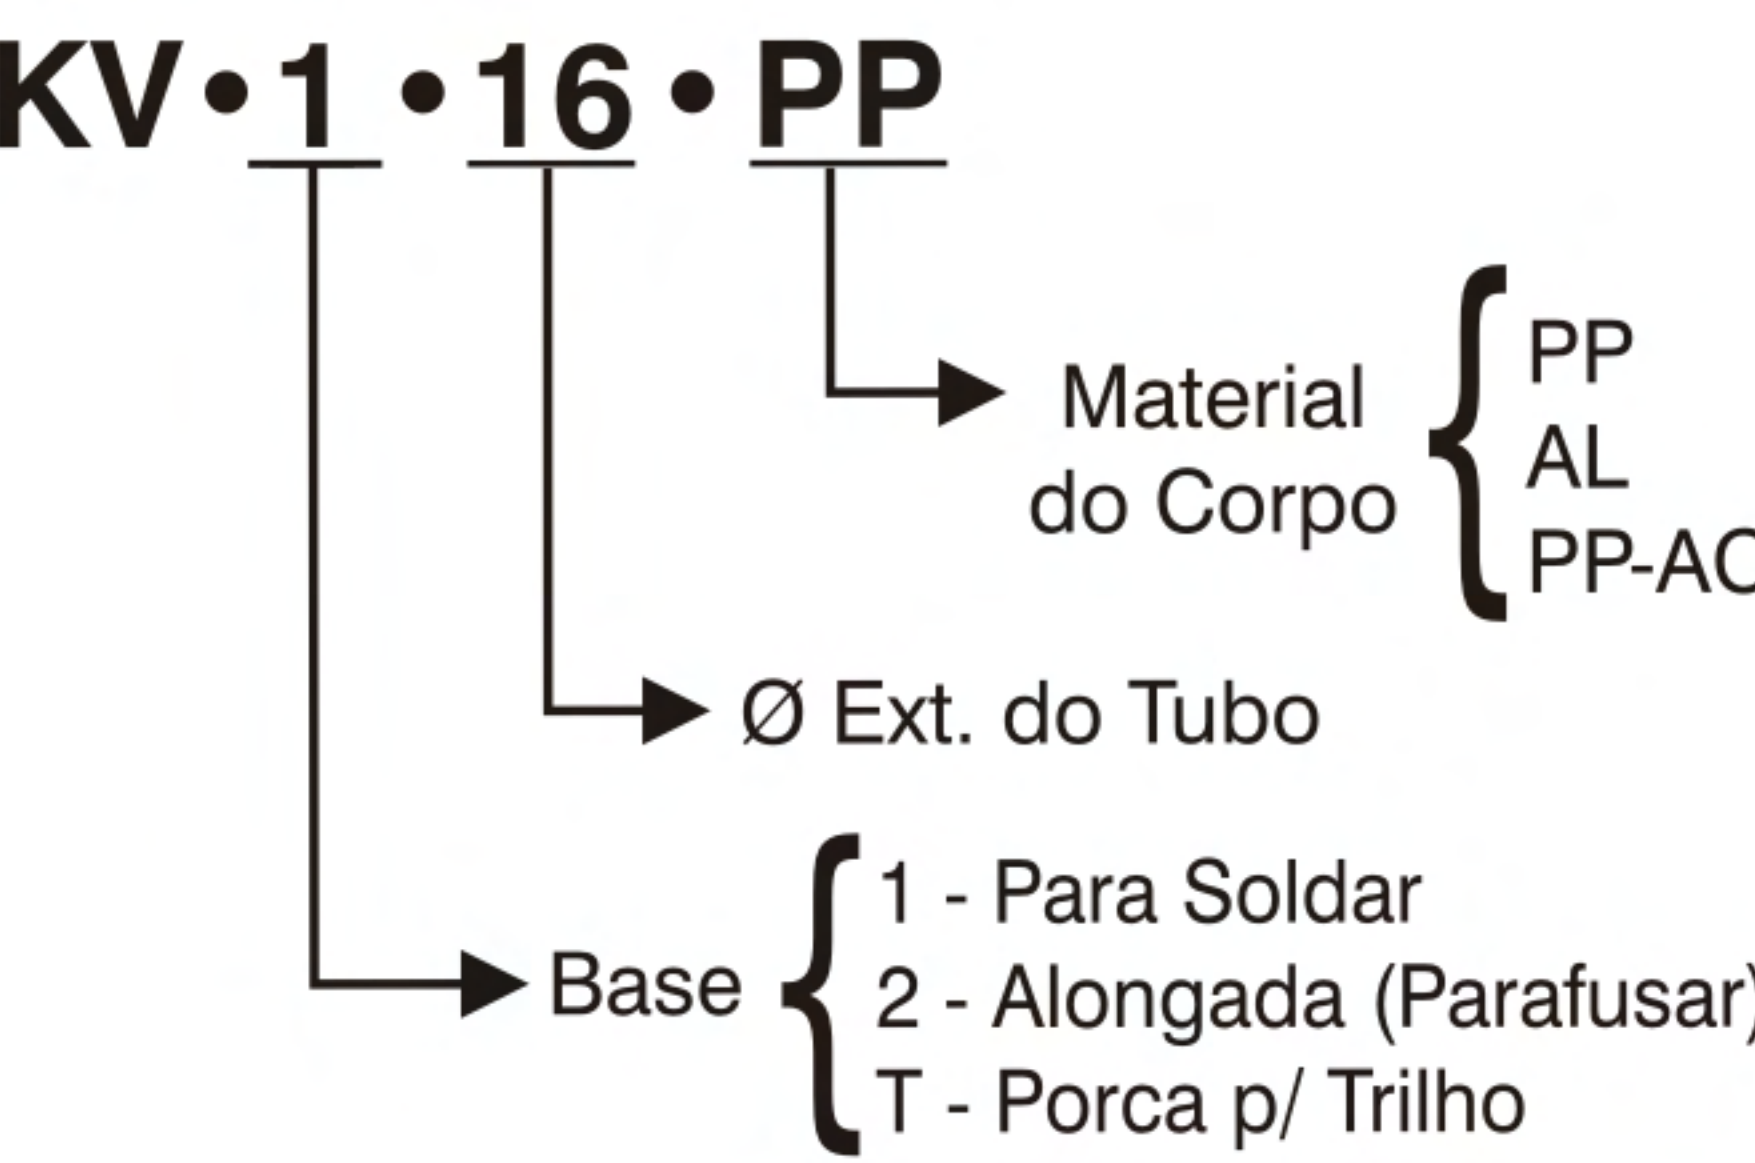 KV•1•16•PP
PP
Material
AL
do Corpo
Ø Ext. do Tubo
1 - Para Soldar
Base
2 - Alongada (Parafusar)
T - Porca p/ Trilho